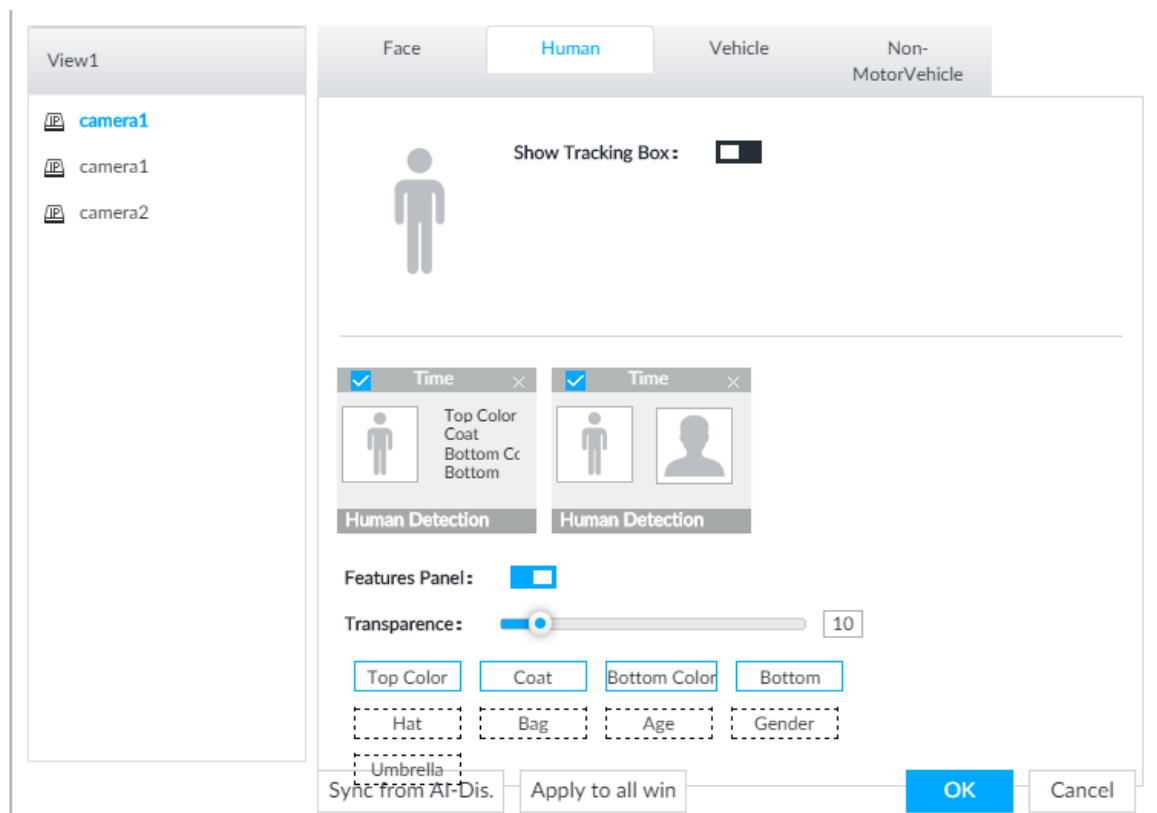 View1
camera1
camera1
camera2
Face
Human
Vehicle
Non-
MotorVehicle
Show Tracking Box:
Time
Top Color
Coat
Bottom Cc
Bottom
Human Detection
Time
Human Detection
Features Panel:
Transparence:
10
Top Color
Coat
Bottom Color
Bottom
Hat
Bag
Age
Gender
Umbrella
Sync from AI-Dis.
Apply to all win
OK
Cancel